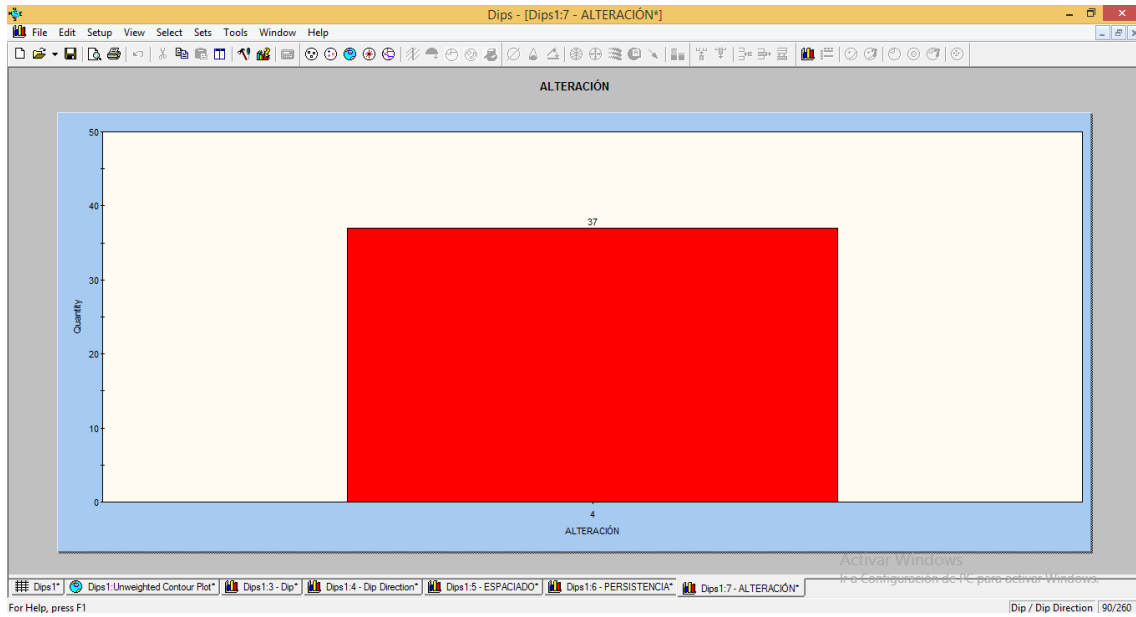 Dips - [Dips1:7 - ALTERACIÓN*]
File Edit Setup View Select Sets Tools Window Help
ALTERACIÓN
50
40
37
30
Quantity
20
10
0
4
ALTERACIÓN
Activar Windows
Ir a Configuración de PC para activar Windows.
Dips1* Dips1:Unweighted Contour Plot* Dips1:3 - Dip* Dips1:4 - Dip Direction* Dips1:5 - ESPACIADO* Dips1:6 - PERSISTENCIA* Dips1:7 - ALTERACIÓN*
For Help, press F1 Dip / Dip Direction 90/260